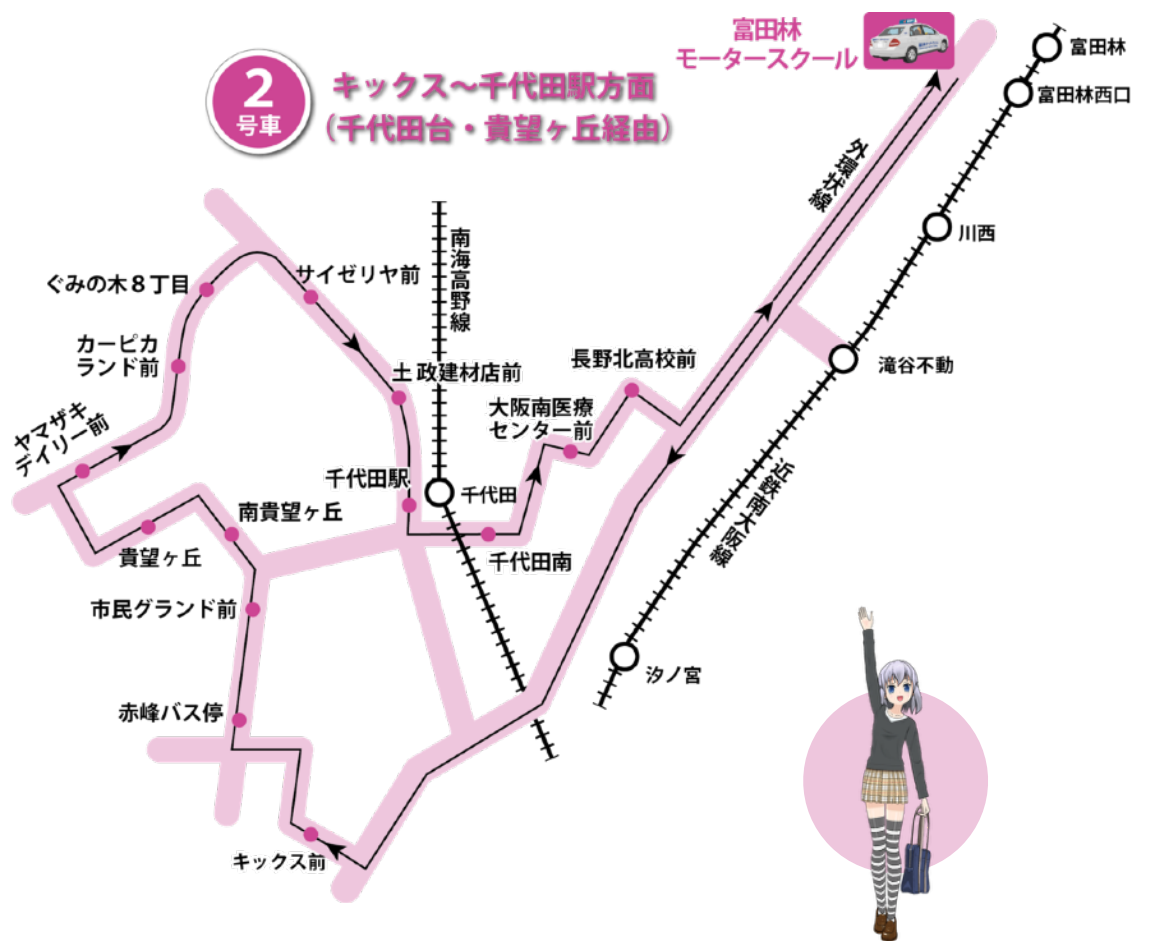 富田林
モータースクール
2
号車
キックス〜千代田駅方面
（千代田台・貴望ヶ丘経由）
富田林
富田林西口
外環状線
川西
南海高野線
サイゼリヤ前
ぐみの木８丁目
カーピカ
ランド前
土政建材店前
長野北高校前
滝谷不動
大阪南医療
センター前
ヤマザキ
デイリー前
千代田駅
千代田
近鉄南大阪線
南貴望ヶ丘
貴望ヶ丘
千代田南
市民グランド前
汐ノ宮
赤峰バス停
キックス前